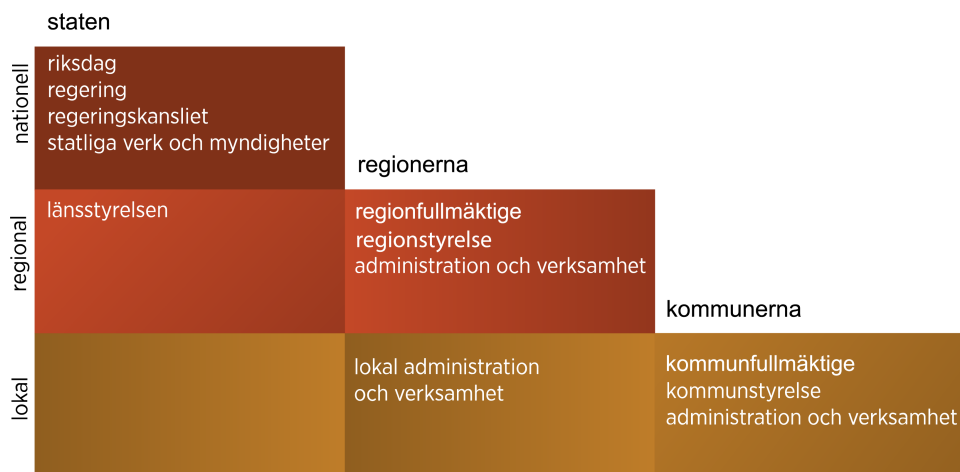 staten
nationell
riksdag
regering
regeringskansliet
statliga verk och myndigheter
regionerna
regional
länsstyrelsen
regionfullmäktige
regionstyrelse
administration och verksamhet
kommunerna
lokal
lokal administration
och verksamhet
kommunfullmäktige
kommunstyrelse
administration och verksamhet